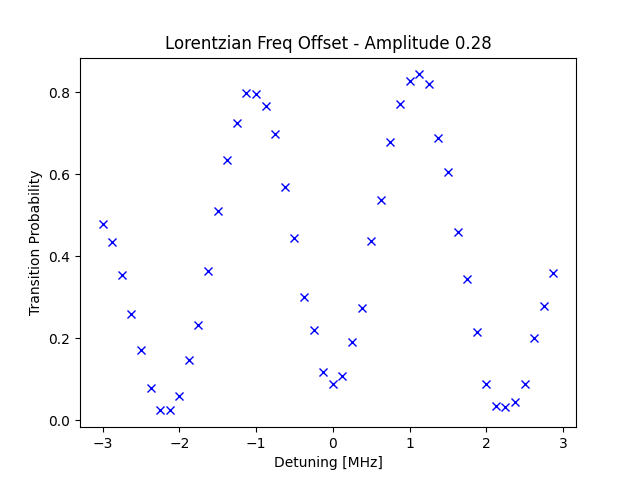 Lorentzian Freq Offset - Amplitude 0.28
Transition Probability
0.8
0.6
0.4
0.2
0.0
−3 −2 −1 0 1 2 3
Detuning [MHz]